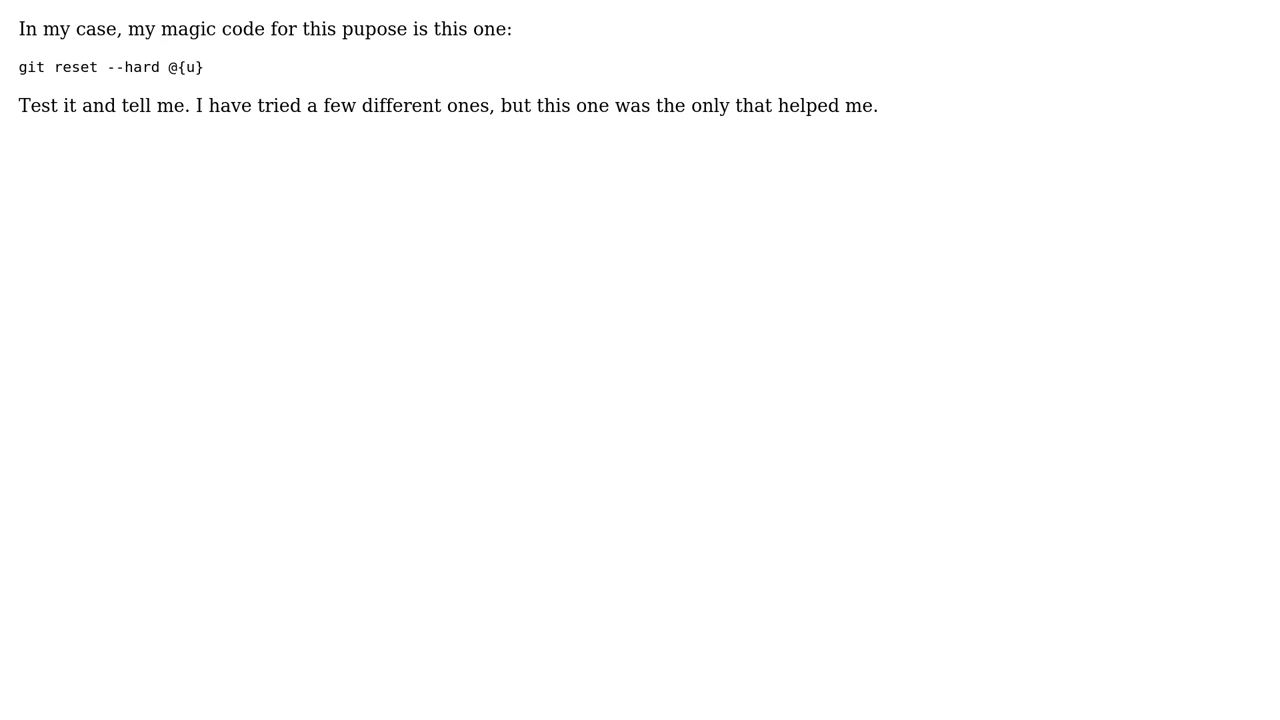 In my case, my magic code for this pupose is this one:
git reset --hard @{u}
Test it and tell me. I have tried a few different ones, but this one was the only that helped me.